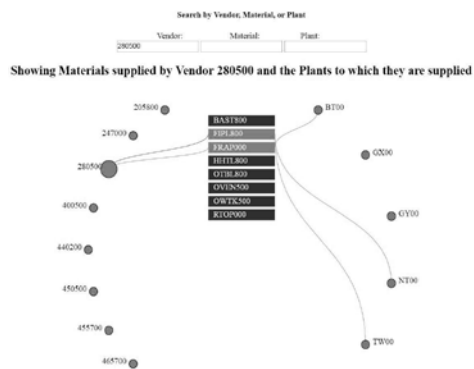 Search by Vendor, Material, or Plant
Vendor: Material: Plant:
280500
Showing Materials supplied by Vendor 280500 and the Plants to which they are supplied
205800
247000
280500
400500
440200
450500
455700
465700
BAST800
FIPL800
FRAP000
HHTL800
OTBL800
OVEN500
OWTK500
RTOP000
BT00
GX00
GY00
NT00
TW00